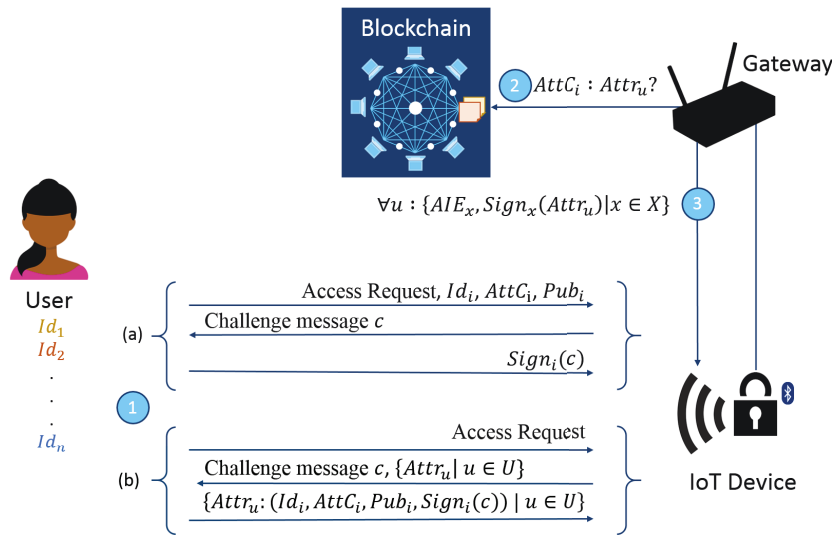 Blockchain
Gateway
2
AttC_i : Attr_u?
∀u : {AIE_x, Sign_x(Attr_u)|x ∈ X}
3
User
Id_1
Id_2
.
.
.
Id_n
1
(a)
Access Request, Id_i, AttC_i, Pub_i
Challenge message c
Sign_i(c)
(b)
Access Request
Challenge message c, {Attr_u| u ∈ U}
{Attr_u: (Id_i, AttC_i, Pub_i, Sign_i(c)) | u ∈ U}
IoT Device